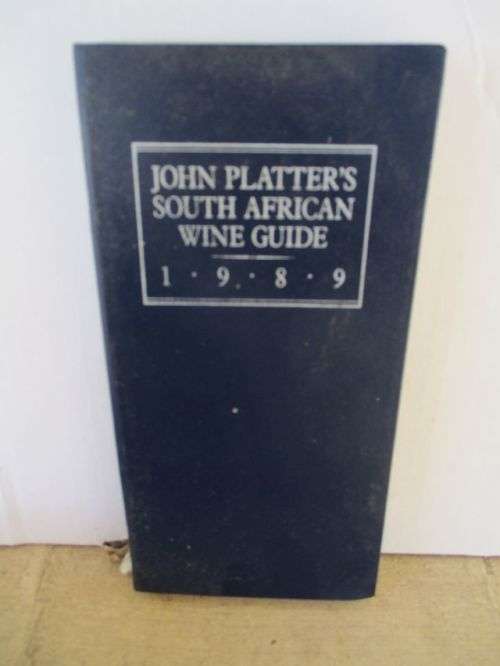 JOHN PLATTER'S
SOUTH AFRICAN
WINE GUIDE
1 · 9 · 8 · 9